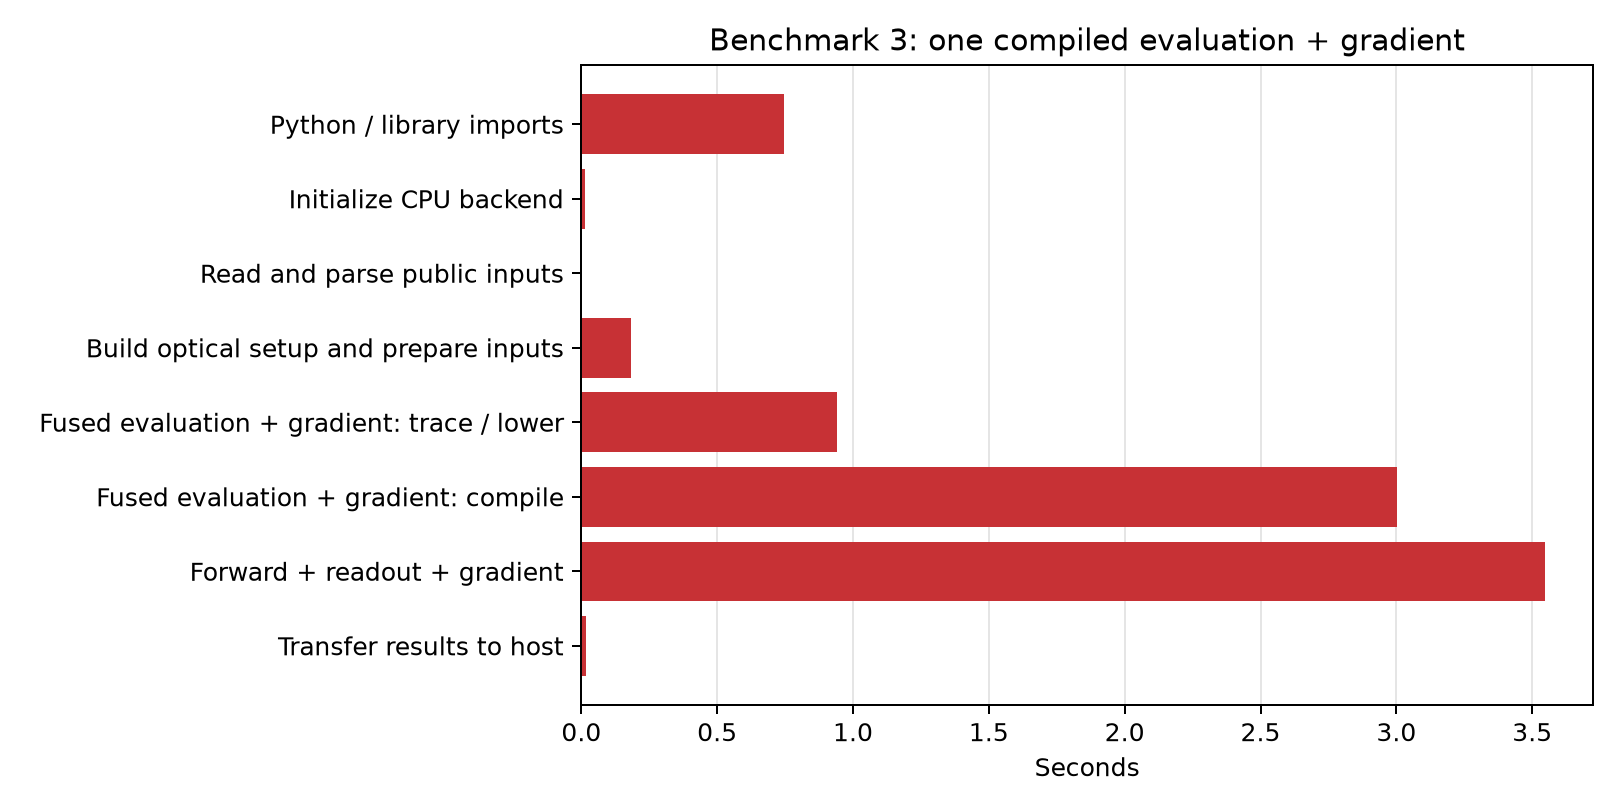 Benchmark 3: one compiled evaluation + gradient
Python / library imports
Initialize CPU backend
Read and parse public inputs
Build optical setup and prepare inputs
Fused evaluation + gradient: trace / lower
Fused evaluation + gradient: compile
Forward + readout + gradient
Transfer results to host
0.0 0.5 1.0 1.5 2.0 2.5 3.0 3.5
Seconds